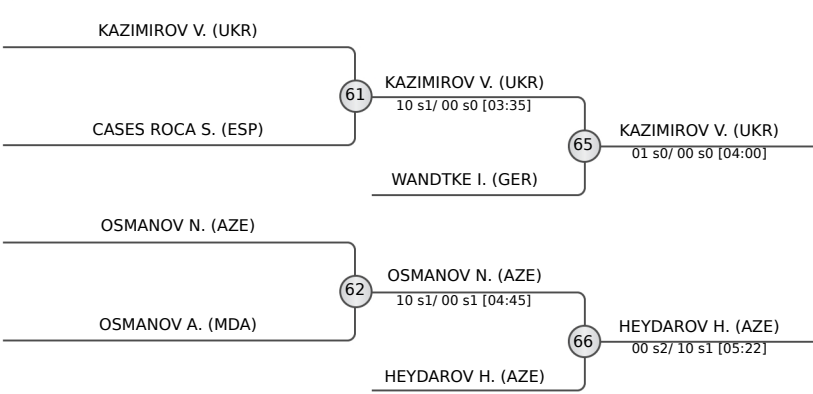 KAZIMIROV V. (UKR)
61
CASES ROCA S. (ESP)
KAZIMIROV V. (UKR)
10 s1/ 00 s0 [03:35]
65
WANDTKE I. (GER)
KAZIMIROV V. (UKR)
01 s0/ 00 s0 [04:00]
OSMANOV N. (AZE)
62
OSMANOV A. (MDA)
OSMANOV N. (AZE)
10 s1/ 00 s1 [04:45]
66
HEYDAROV H. (AZE)
HEYDAROV H. (AZE)
00 s2/ 10 s1 [05:22]